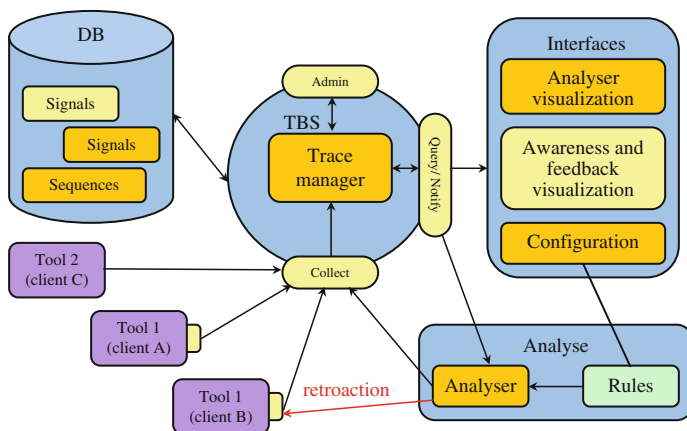 DB
Signals
Signals
Sequences
Admin
TBS
Trace
manager
Query/ Notify
Collect
Interfaces
Analyser
visualization
Awareness and
feedback
visualization
Configuration
Tool 2
(client C)
Tool 1
(client A)
Tool 1
(client B)
retroaction
Analyse
Analyser
Rules